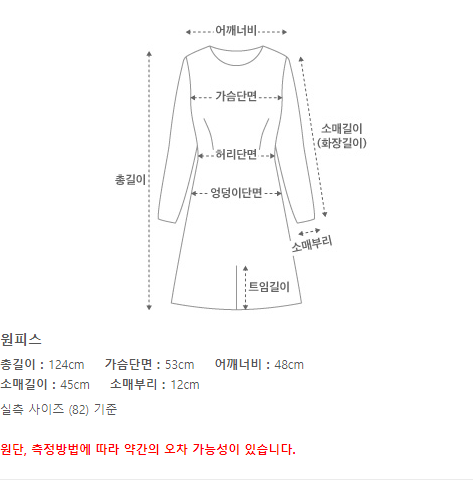 어깨너비
가슴단면
소매길이
(화장길이)
허리단면
총길이
엉덩이단면
소매부리
트임길이
원피스
총길이 : 124cm 가슴단면 : 53cm 어깨너비 : 48cm
소매길이 : 45cm 소매부리 : 12cm
실측 사이즈 (82) 기준
원단, 측정방법에 따라 약간의 오차 가능성이 있습니다.